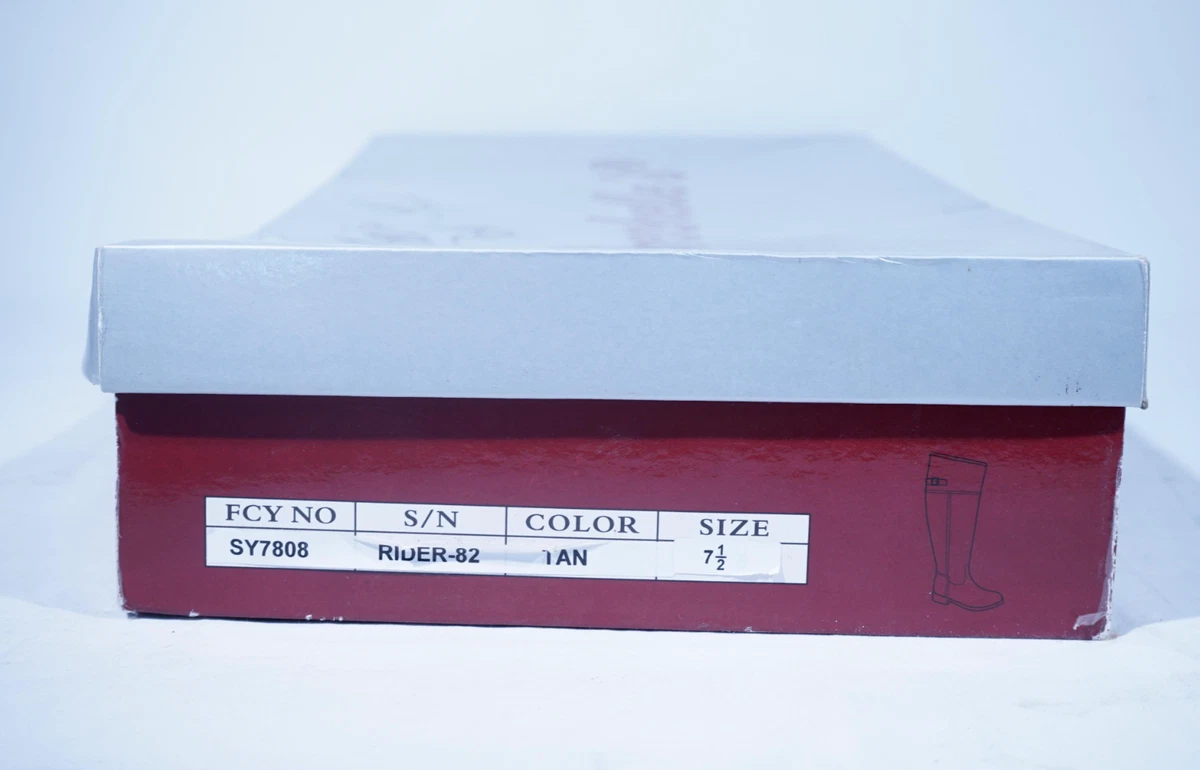 FCY NO S/N COLOR SIZE
SY7808 RIDER-82 TAN 7½